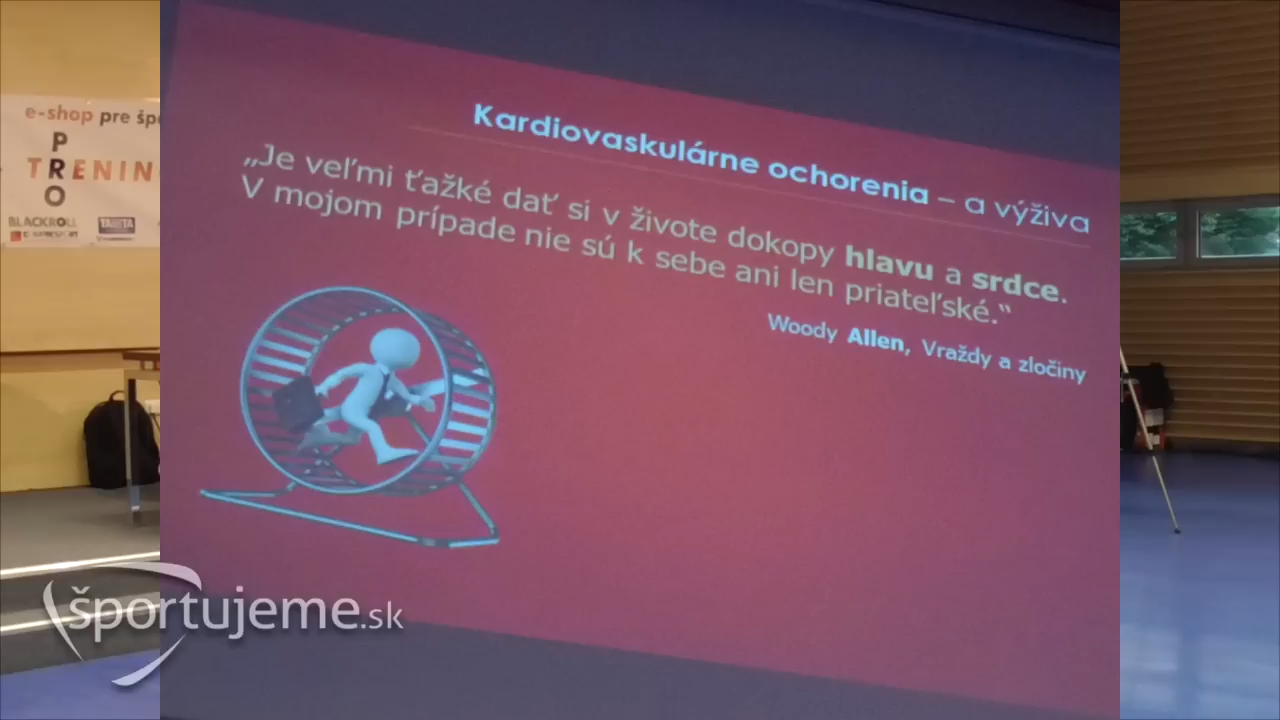 Kardiovaskulárne ochorenia – a výživa
„Je veľmi ťažké dať si v živote dokopy hlavu a srdce.
V mojom prípade nie sú k sebe ani len priateľské.“
Woody Allen, Vraždy a zločiny
e-shop pre špo
PRO
TRENIN
BLACKROLL
športujeme.sk